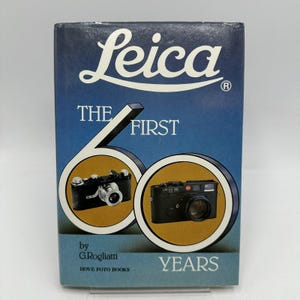 Leica ®
THE FIRST
60
YEARS
by
G.Rogliatti
HOVE FOTO BOOKS